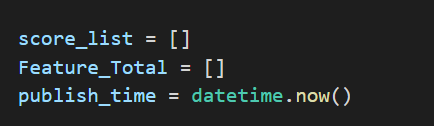 score_list = []
Feature_Total = []
publish_time = datetime.now()